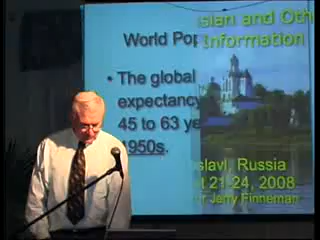 sian and Oth
World Pop Information
• The global
expectancy
45 to 63 ye
1950s.
slavl, Russia
t 21-24, 2008
r Jerry Finneman